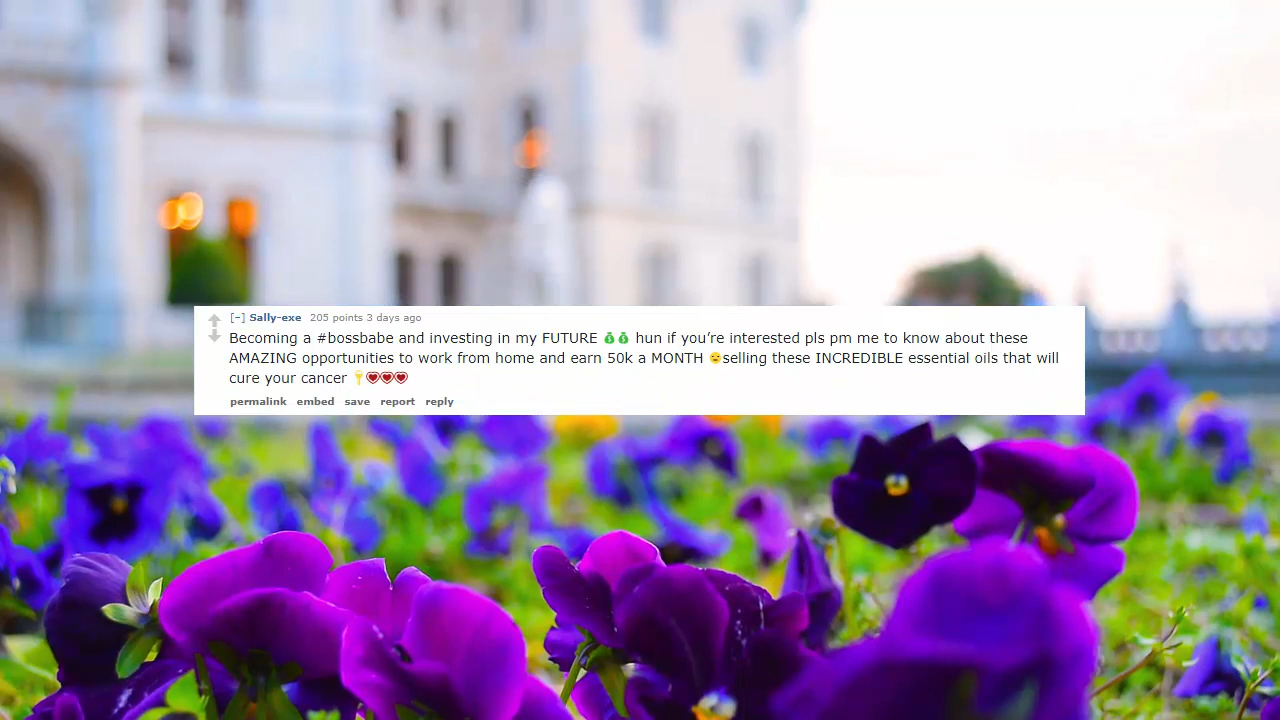 [-] Sally-exe 205 points 3 days ago
Becoming a #bossbabe and investing in my FUTURE 💰💰 hun if you’re interested pls pm me to know about these
AMAZING opportunities to work from home and earn 50k a MONTH 😉selling these INCREDIBLE essential oils that will
cure your cancer 🎗❤❤❤
permalink embed save report reply